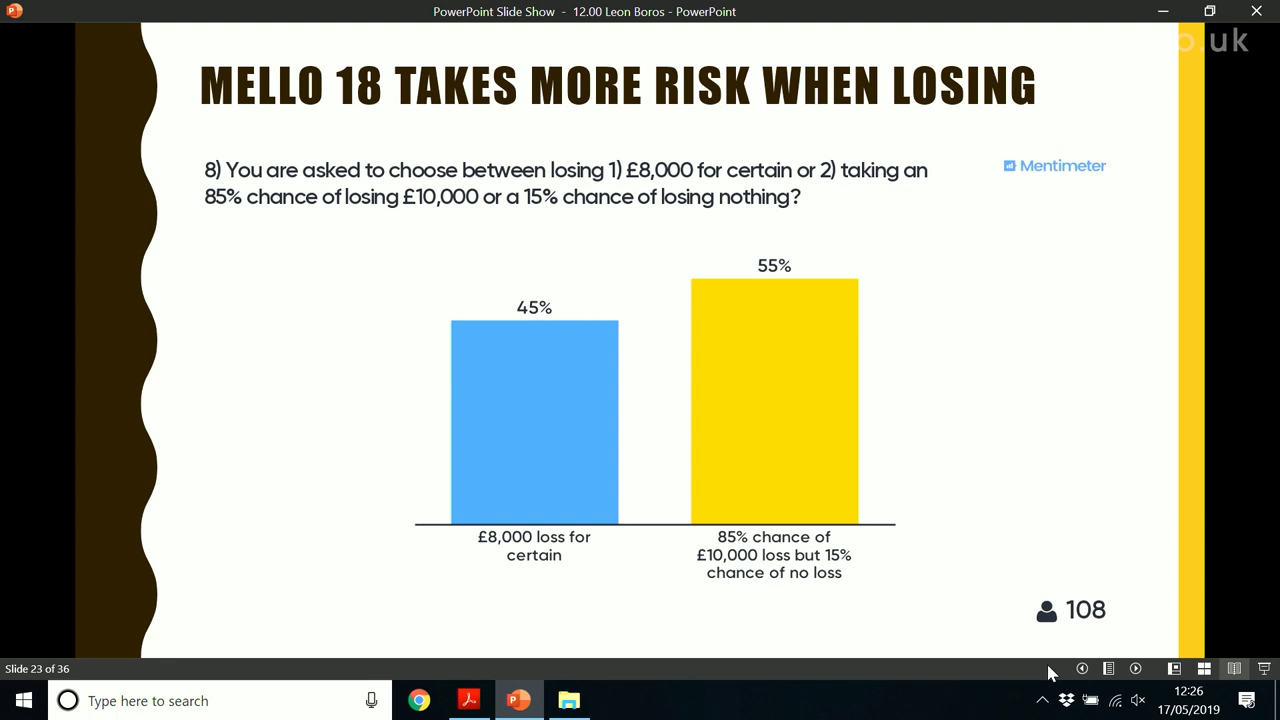 PowerPoint Slide Show - 12.00 Leon Boros - PowerPoint
o.uk
MELLO 18 TAKES MORE RISK WHEN LOSING
8) You are asked to choose between losing 1) £8,000 for certain or 2) taking an
85% chance of losing £10,000 or a 15% chance of losing nothing?
Mentimeter
55%
45%
£8,000 loss for
certain
85% chance of
£10,000 loss but 15%
chance of no loss
108
Slide 23 of 36
Type here to search
12:26
17/05/2019